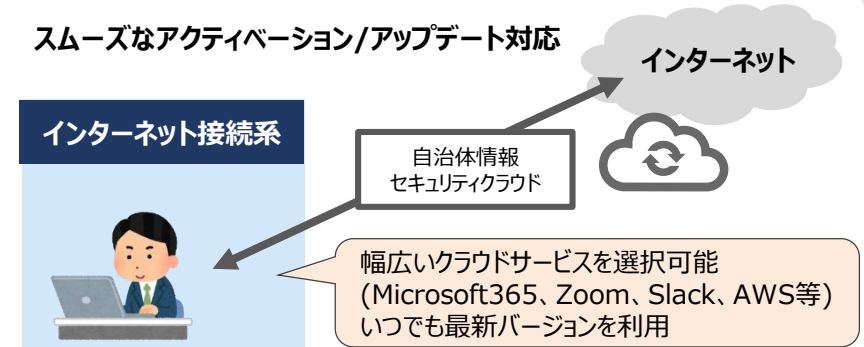 スムーズなアクティベーション/アップデート対応
インターネット
インターネット接続系
自治体情報
セキュリティクラウド
幅広いクラウドサービスを選択可能
(Microsoft365、Zoom、Slack、AWS等)
いつでも最新バージョンを利用